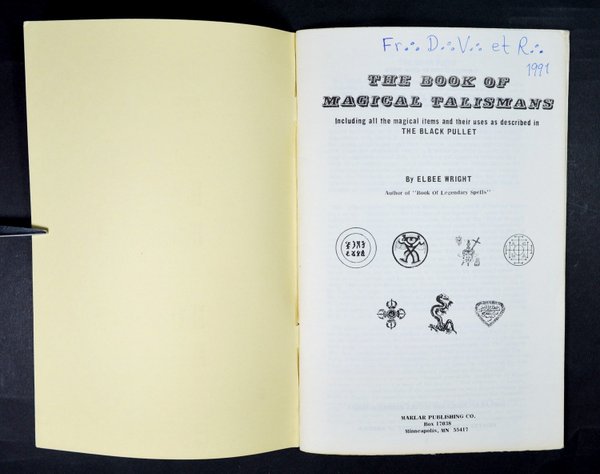 Fr∴ D∴V∴ et R∴
1991
THE BOOK OF
MAGICAL TALISMANS
Including all the magical items and their uses as described in
THE BLACK PULLET
By ELBEE WRIGHT
Author of "Book Of Legendary Spells"
MARLAR PUBLISHING CO.
Box 17038
Minneapolis, MN 55417